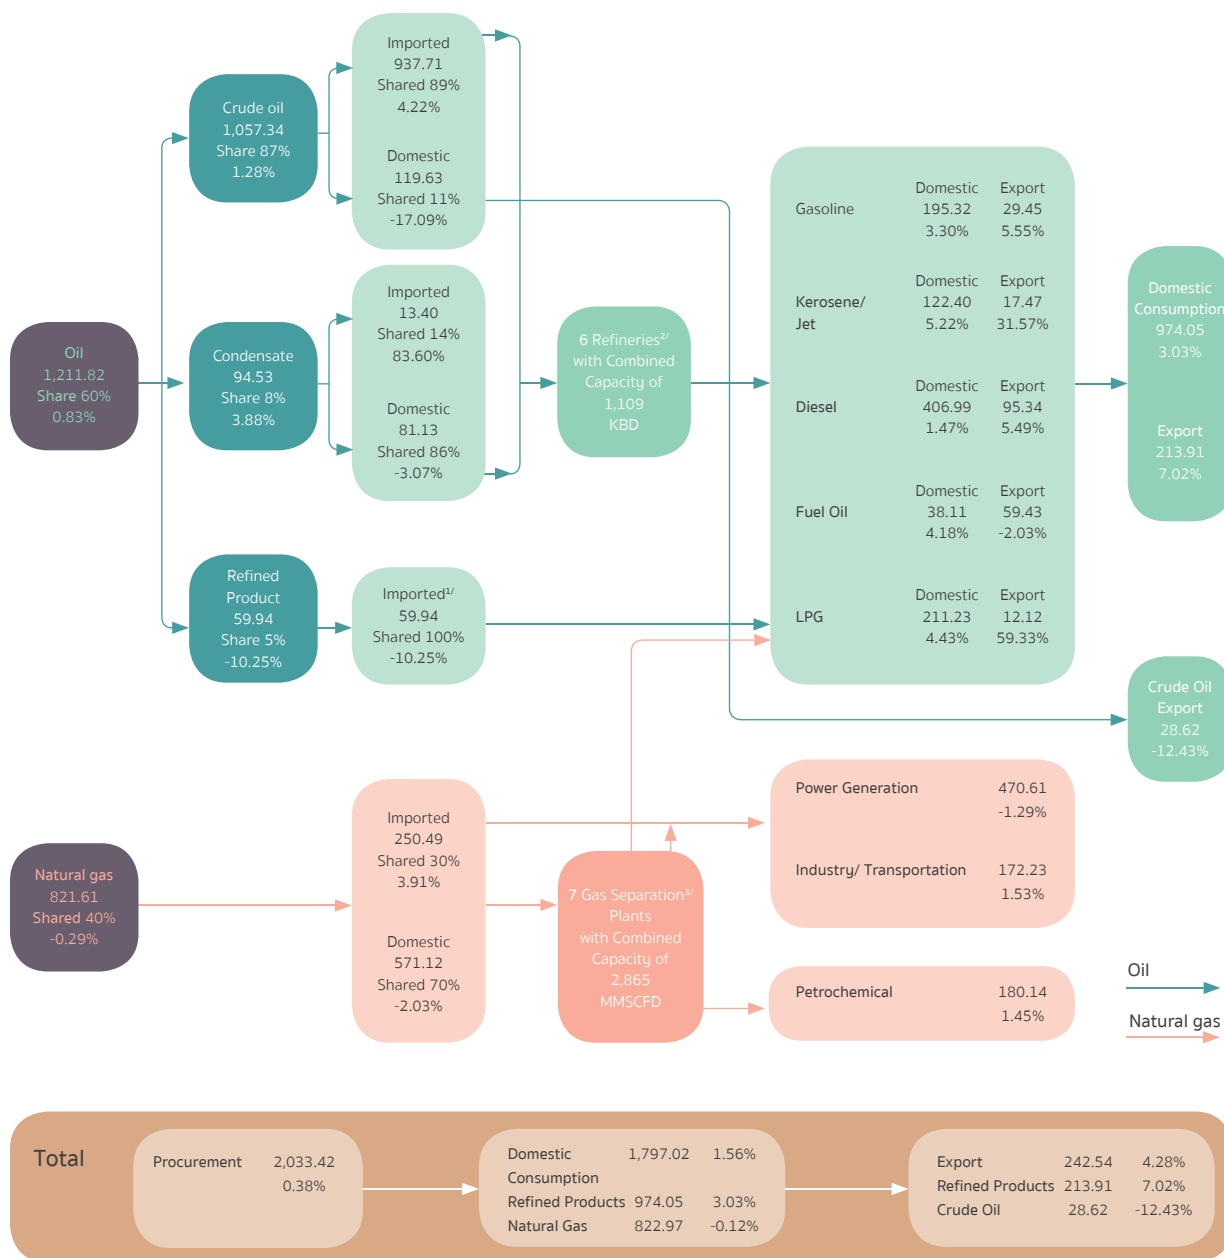 Oil
1,211.82
Share 60%
0.83%
Crude oil
1,057.34
Share 87%
1.28%
Imported
937.71
Shared 89%
4.22%
Domestic
119.63
Shared 11%
-17.09%
Condensate
94.53
Share 8%
3.88%
Imported
13.40
Shared 14%
83.60%
Domestic
81.13
Shared 86%
-3.07%
Refined
Product
59.94
Share 5%
-10.25%
Imported¹/
59.94
Shared 100%
-10.25%
6 Refineries²/
with Combined
Capacity of
1,109
KBD
Domestic Export
Gasoline 195.32 29.45
3.30% 5.55%
Domestic Export
Kerosene/ 122.40 17.47
Jet 5.22% 31.57%
Domestic Export
Diesel 406.99 95.34
1.47% 5.49%
Domestic Export
Fuel Oil 38.11 59.43
4.18% -2.03%
Domestic Export
LPG 211.23 12.12
4.43% 59.33%
Domestic
Consumption
974.05
3.03%
Export
213.91
7.02%
Crude Oil
Export
28.62
-12.43%
Natural gas
821.61
Shared 40%
-0.29%
Imported
250.49
Shared 30%
3.91%
Domestic
571.12
Shared 70%
-2.03%
7 Gas Separation³/
Plants
with Combined
Capacity of
2,865
MMSCFD
Power Generation 470.61
-1.29%
Industry/ Transportation 172.23
1.53%
Petrochemical 180.14
1.45%
Oil
Natural gas
Total
Procurement 2,033.42
0.38%
Domestic 1,797.02 1.56%
Consumption
Refined Products 974.05 3.03%
Natural Gas 822.97 -0.12%
Export 242.54 4.28%
Refined Products 213.91 7.02%
Crude Oil 28.62 -12.43%